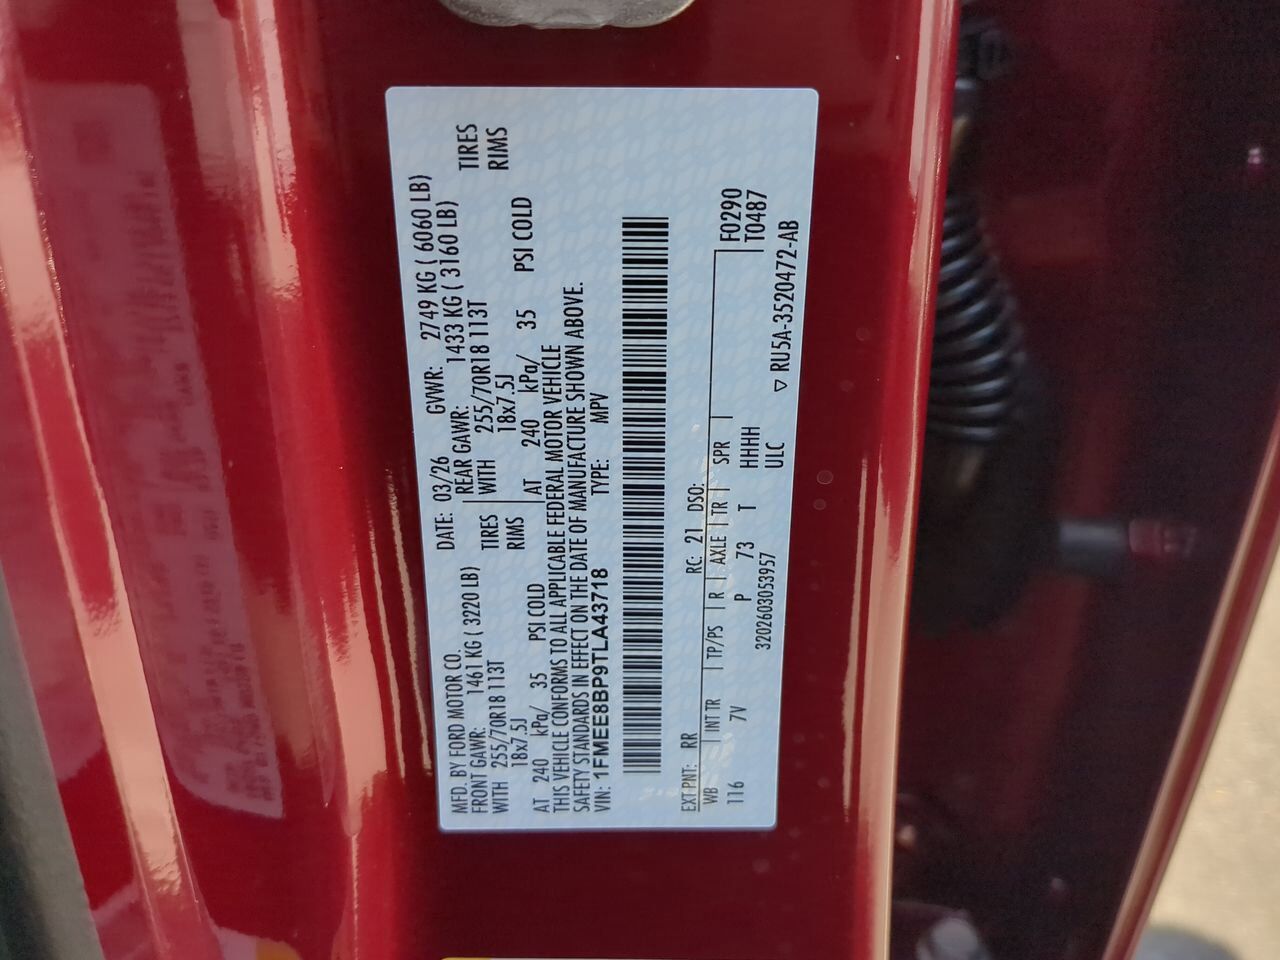 MFD. BY FORD MOTOR CO.
DATE: 03/26 GVWR: 2749 KG ( 6060 LB)
FRONT GAWR: 1461 KG ( 3220 LB)
REAR GAWR: 1433 KG ( 3160 LB)
WITH 255/70R18 113T TIRES
WITH 255/70R18 113T TIRES
18x7.5J RIMS
18x7.5J RIMS
AT 240 kPa/ 35 PSI COLD
AT 240 kPa/ 35 PSI COLD
THIS VEHICLE CONFORMS TO ALL APPLICABLE FEDERAL MOTOR VEHICLE
SAFETY STANDARDS IN EFFECT ON THE DATE OF MANUFACTURE SHOWN ABOVE.
VIN: 1FMEE8BP9TLA43718 TYPE: MPV
EXT PNT: RR RC: 21 DSO: F0290
WB INT TR TP/PS R AXLE TR SPR T0487
116 7V P 73 T HHHH
3202603053957 ULC ▽ RU5A-3520472-AB